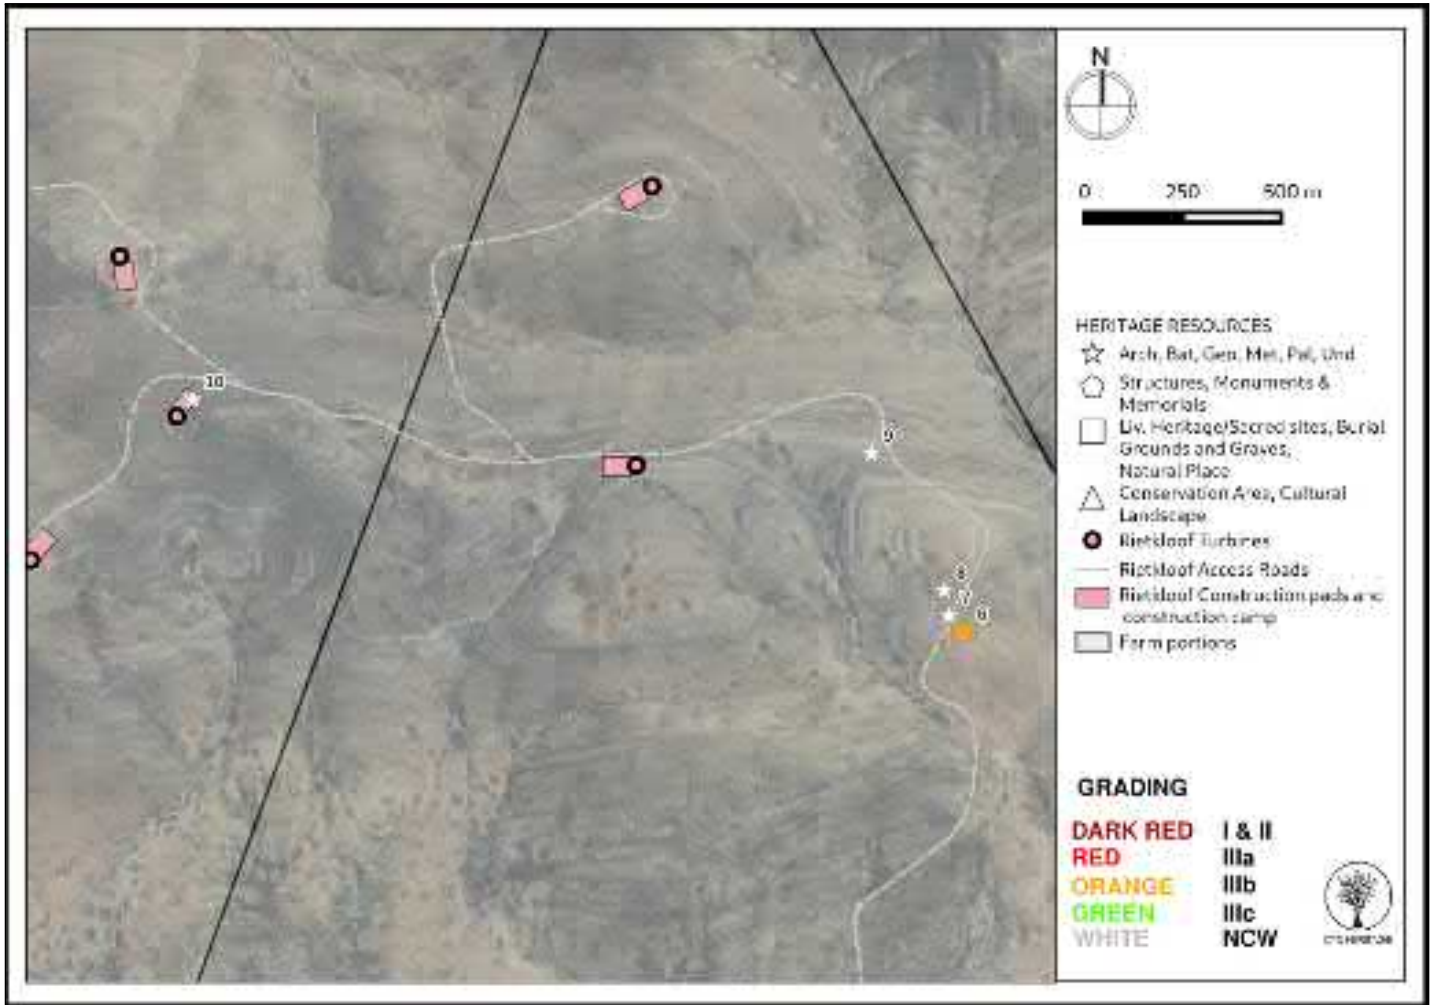 N
0 250 500 m
10
9
8
7
6
HERITAGE RESOURCES
Arch, Bat, Geo, Met, Pal, Und
Structures, Monuments &
Memorials
Liv. Heritage/Sacred sites, Burial
Grounds and Graves,
Natural Place
Conservation Area, Cultural
Landscape
Rietkloof Turbines
Rietkloof Access Roads
Rietkloof Construction pads and
construction camp
Farm portions
GRADING
DARK RED I & II
RED IIIa
ORANGE IIIb
GREEN IIIc
WHITE NCW
CTS HERITAGE